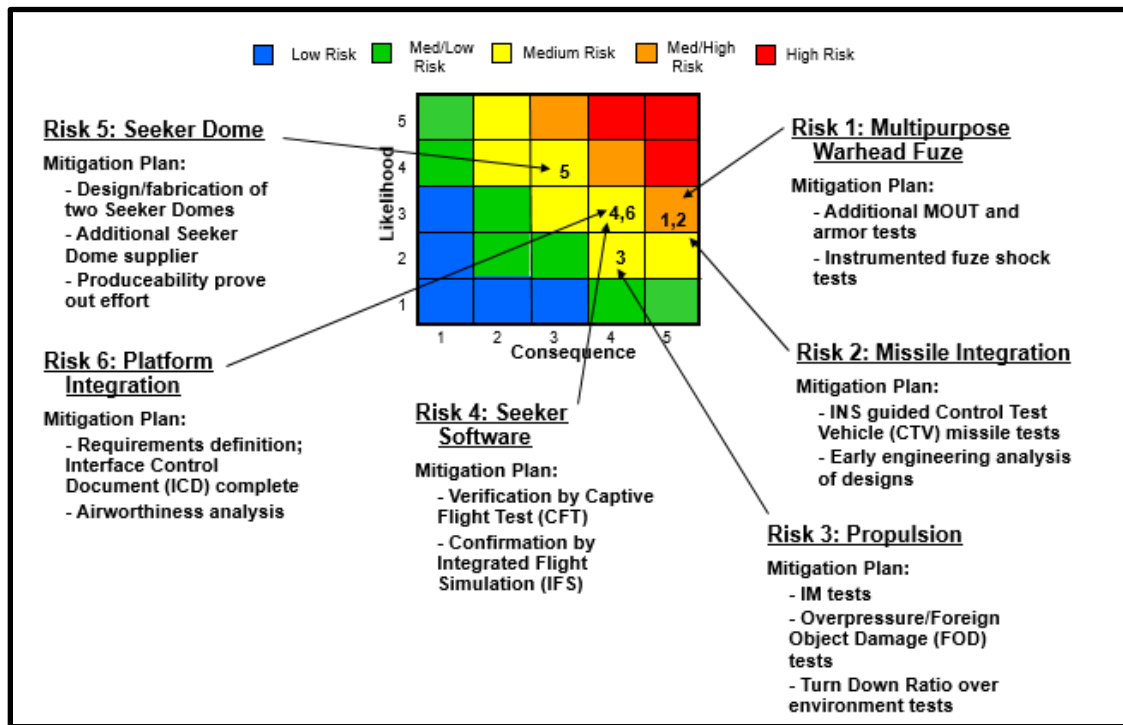 Low Risk
Med/Low
Risk
Medium Risk
Med/High
Risk
High Risk
Risk 5: Seeker Dome
Mitigation Plan:
- Design/fabrication of
two Seeker Domes
- Additional Seeker
Dome supplier
- Produceability prove
out effort
Risk 6: Platform
Integration
Mitigation Plan:
- Requirements definition;
Interface Control
Document (ICD) complete
- Airworthiness analysis
Likelihood
5
4
3
2
1
5
4,6
1,2
3
1
2
3
4
5
Consequence
Risk 4: Seeker
Software
Mitigation Plan:
- Verification by Captive
Flight Test (CFT)
- Confirmation by
Integrated Flight
Simulation (IFS)
Risk 1: Multipurpose
Warhead Fuze
Mitigation Plan:
- Additional MOUT and
armor tests
- Instrumented fuze shock
tests
Risk 2: Missile Integration
Mitigation Plan:
- INS guided Control Test
Vehicle (CTV) missile tests
- Early engineering analysis
of designs
Risk 3: Propulsion
Mitigation Plan:
- IM tests
- Overpressure/Foreign
Object Damage (FOD)
tests
- Turn Down Ratio over
environment tests